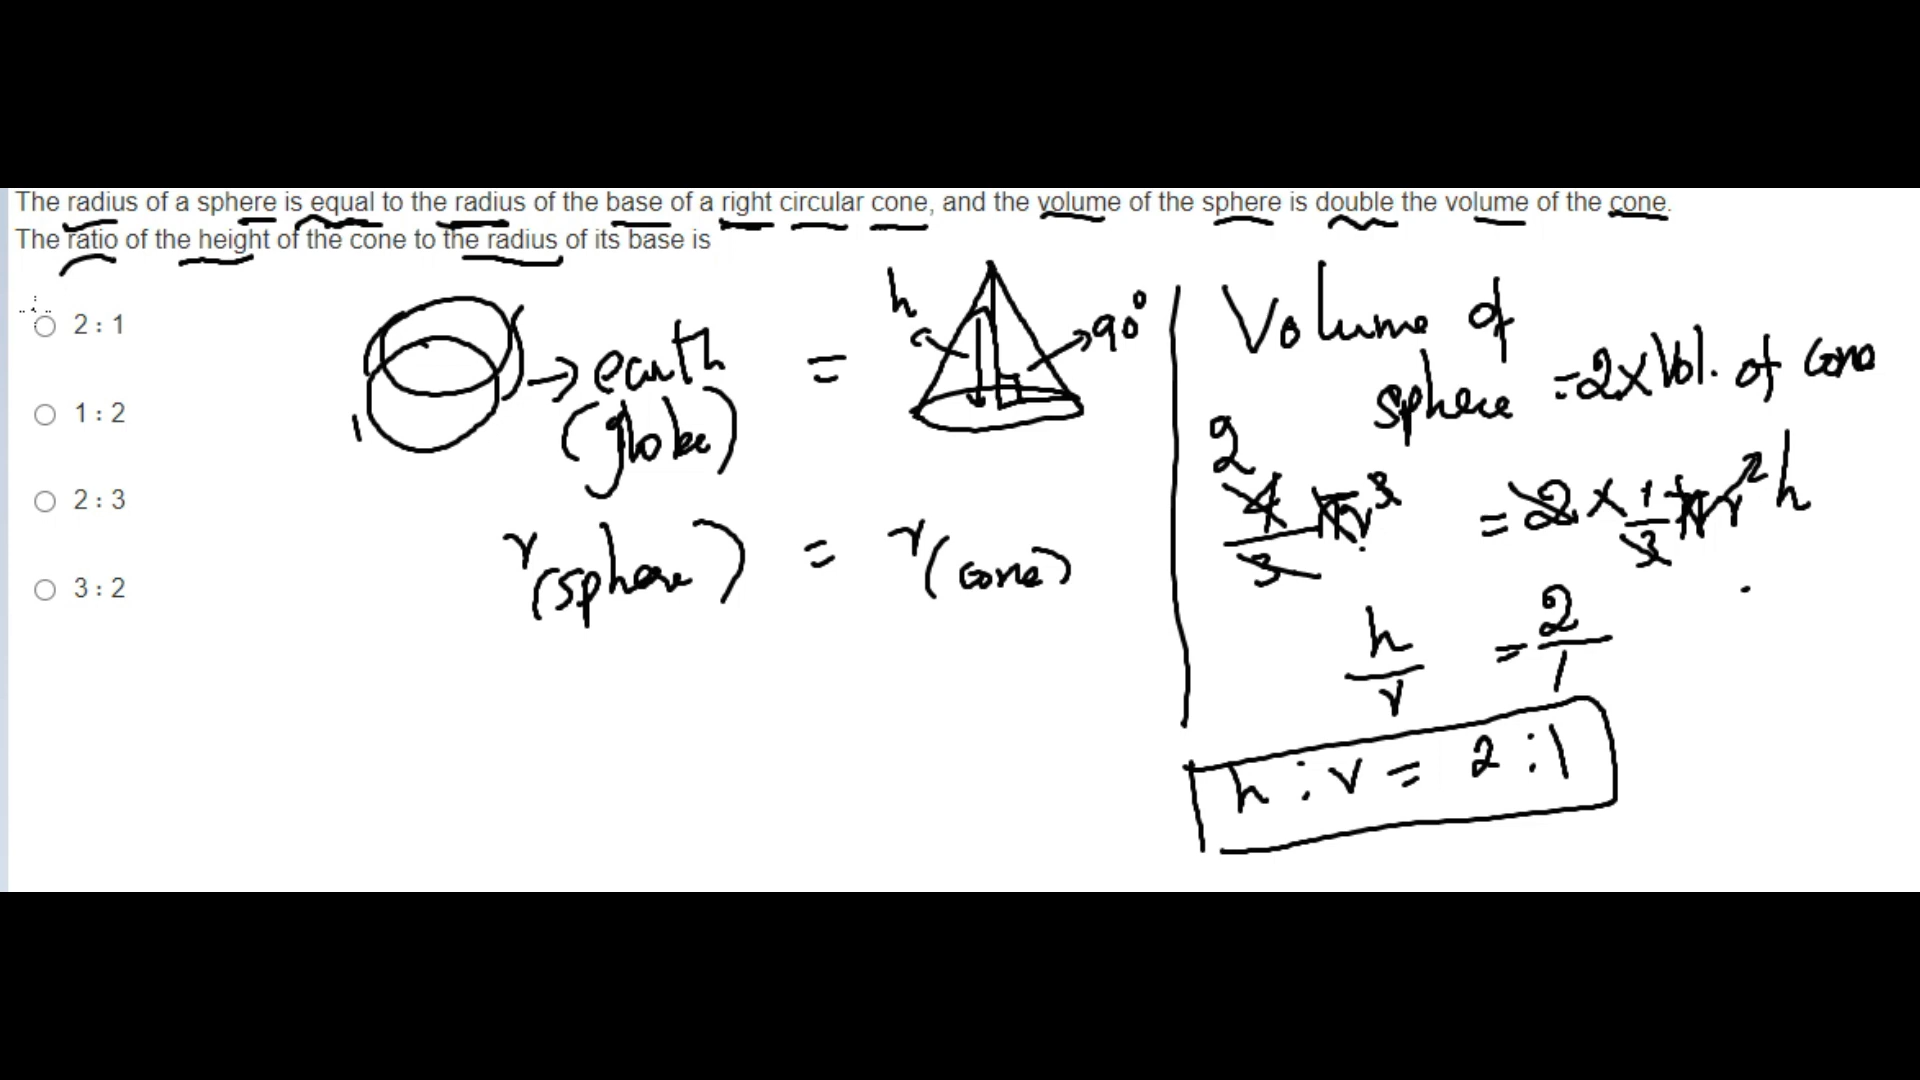 The radius of a sphere is equal to the radius of the base of a right circular cone, and the volume of the sphere is double the volume of the cone.
The ratio of the height of the cone to the radius of its base is
2 : 1
1 : 2
2 : 3
3 : 2
→ earth
(globe)
=
h
90°
r(sphere) = r(cone)
Volume of
sphere = 2 x Vol. of cone
2
4/3 πr³ = 2 x 1/3 πr² h
h/r = 2/1
h : r = 2 : 1